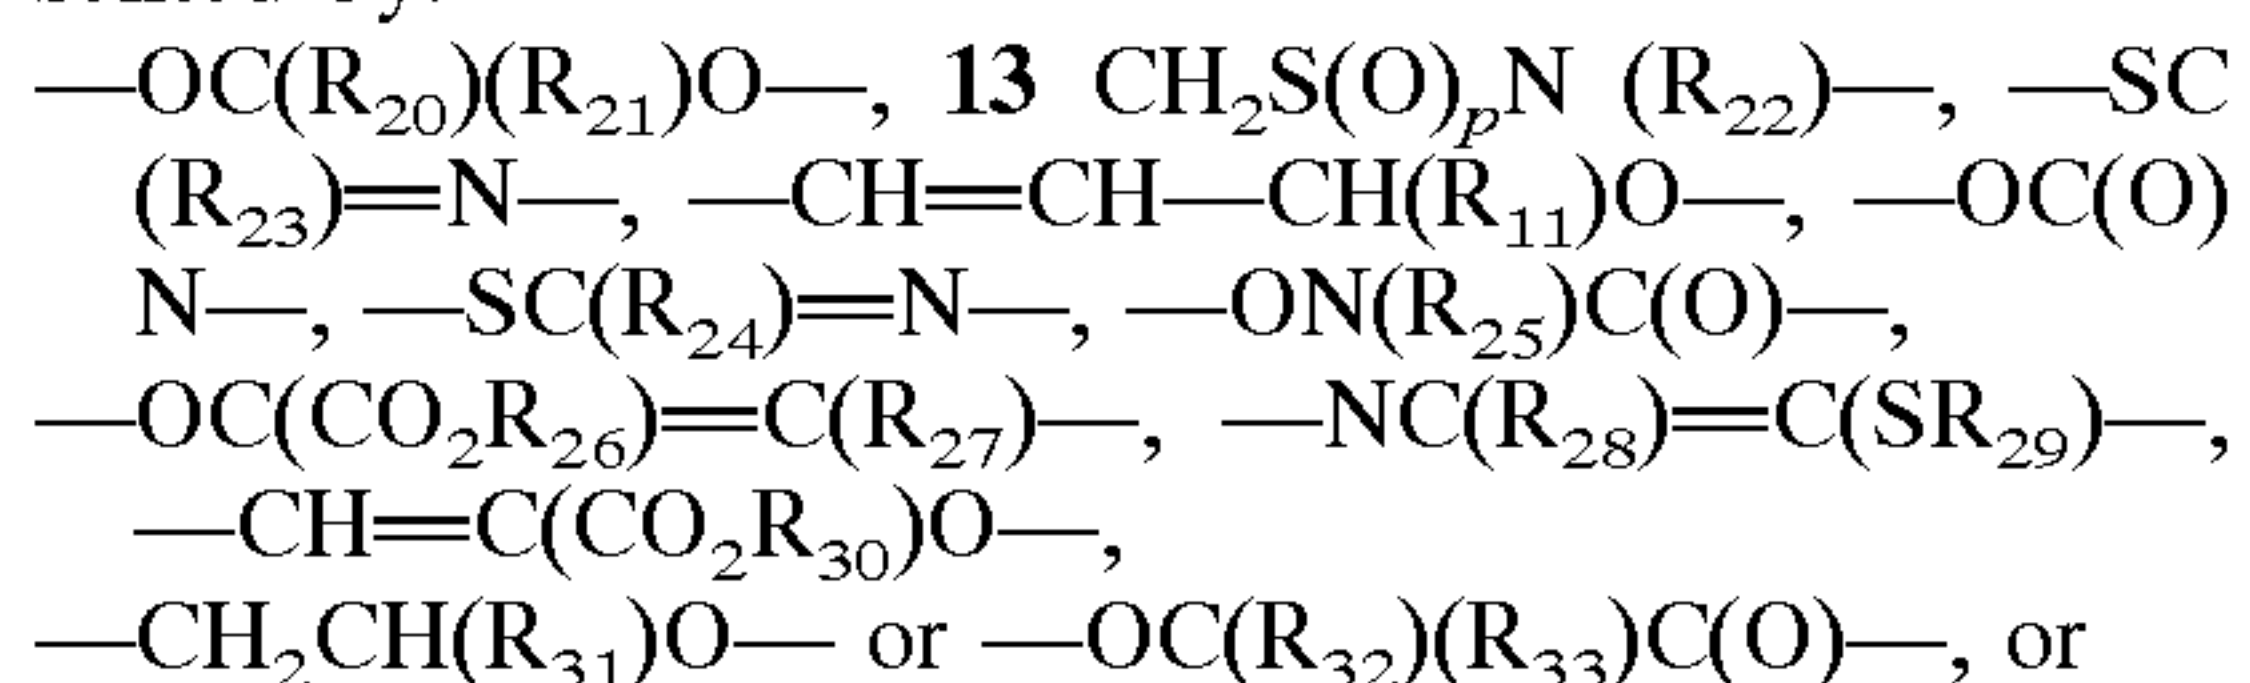 —OC(R₂₀)(R₂₁)O—, 13 CH₂S(O)ₚN (R₂₂)—, —SC
(R₂₃)=N—, —CH=CH—CH(R₁₁)O—, —OC(O)
N—, —SC(R₂₄)=N—, —ON(R₂₅)C(O)—,
—OC(CO₂R₂₆)=C(R₂₇)—, —NC(R₂₈)=C(SR₂₉)—,
—CH=C(CO₂R₃₀)O—,
—CH₂CH(R₃₁)O— or —OC(R₃₂)(R₃₃)C(O)—, or